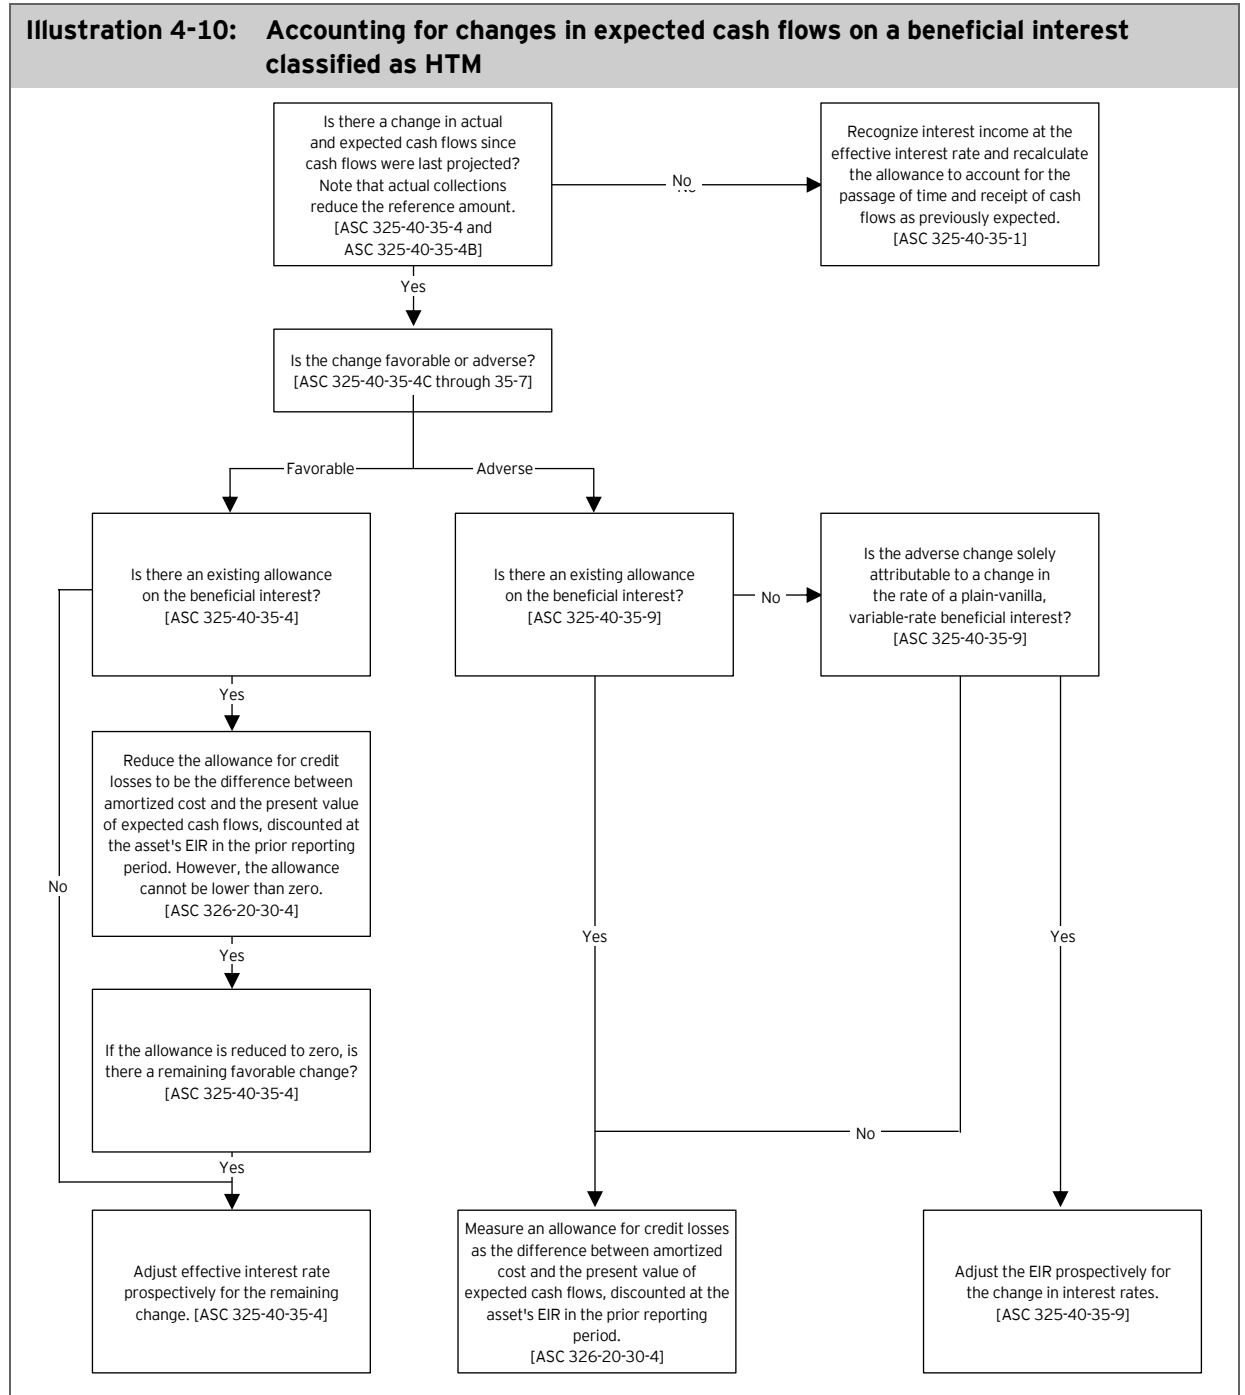 Illustration 4-10: Accounting for changes in expected cash flows on a beneficial interest
classified as HTM
Is there a change in actual
and expected cash flows since
cash flows were last projected?
Note that actual collections
reduce the reference amount.
[ASC 325-40-35-4 and
ASC 325-40-35-4B]
No
Recognize interest income at the
effective interest rate and recalculate
the allowance to account for the
passage of time and receipt of cash
flows as previously expected.
[ASC 325-40-35-1]
Yes
Is the change favorable or adverse?
[ASC 325-40-35-4C through 35-7]
Favorable
Adverse
Is there an existing allowance
on the beneficial interest?
[ASC 325-40-35-4]
Is there an existing allowance
on the beneficial interest?
[ASC 325-40-35-9]
No
Is the adverse change solely
attributable to a change in
the rate of a plain-vanilla,
variable-rate beneficial interest?
[ASC 325-40-35-9]
Yes
Reduce the allowance for credit
losses to be the difference between
amortized cost and the present value
of expected cash flows, discounted at
the asset's EIR in the prior reporting
period. However, the allowance
cannot be lower than zero.
[ASC 326-20-30-4]
No
Yes
Yes
Yes
If the allowance is reduced to zero, is
there a remaining favorable change?
[ASC 325-40-35-4]
No
Yes
Adjust effective interest rate
prospectively for the remaining
change. [ASC 325-40-35-4]
Measure an allowance for credit losses
as the difference between amortized
cost and the present value of
expected cash flows, discounted at the
asset's EIR in the prior reporting
period.
[ASC 326-20-30-4]
Adjust the EIR prospectively for
the change in interest rates.
[ASC 325-40-35-9]